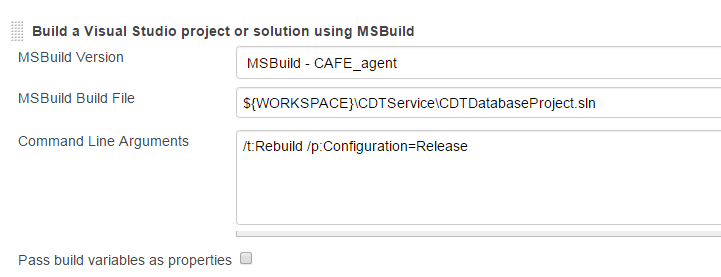 Build a Visual Studio project or solution using MSBuild
MSBuild Version
MSBuild - CAFE_agent
MSBuild Build File
${WORKSPACE}\CDTService\CDTDatabaseProject.sln
Command Line Arguments
/t:Rebuild /p:Configuration=Release
Pass build variables as properties